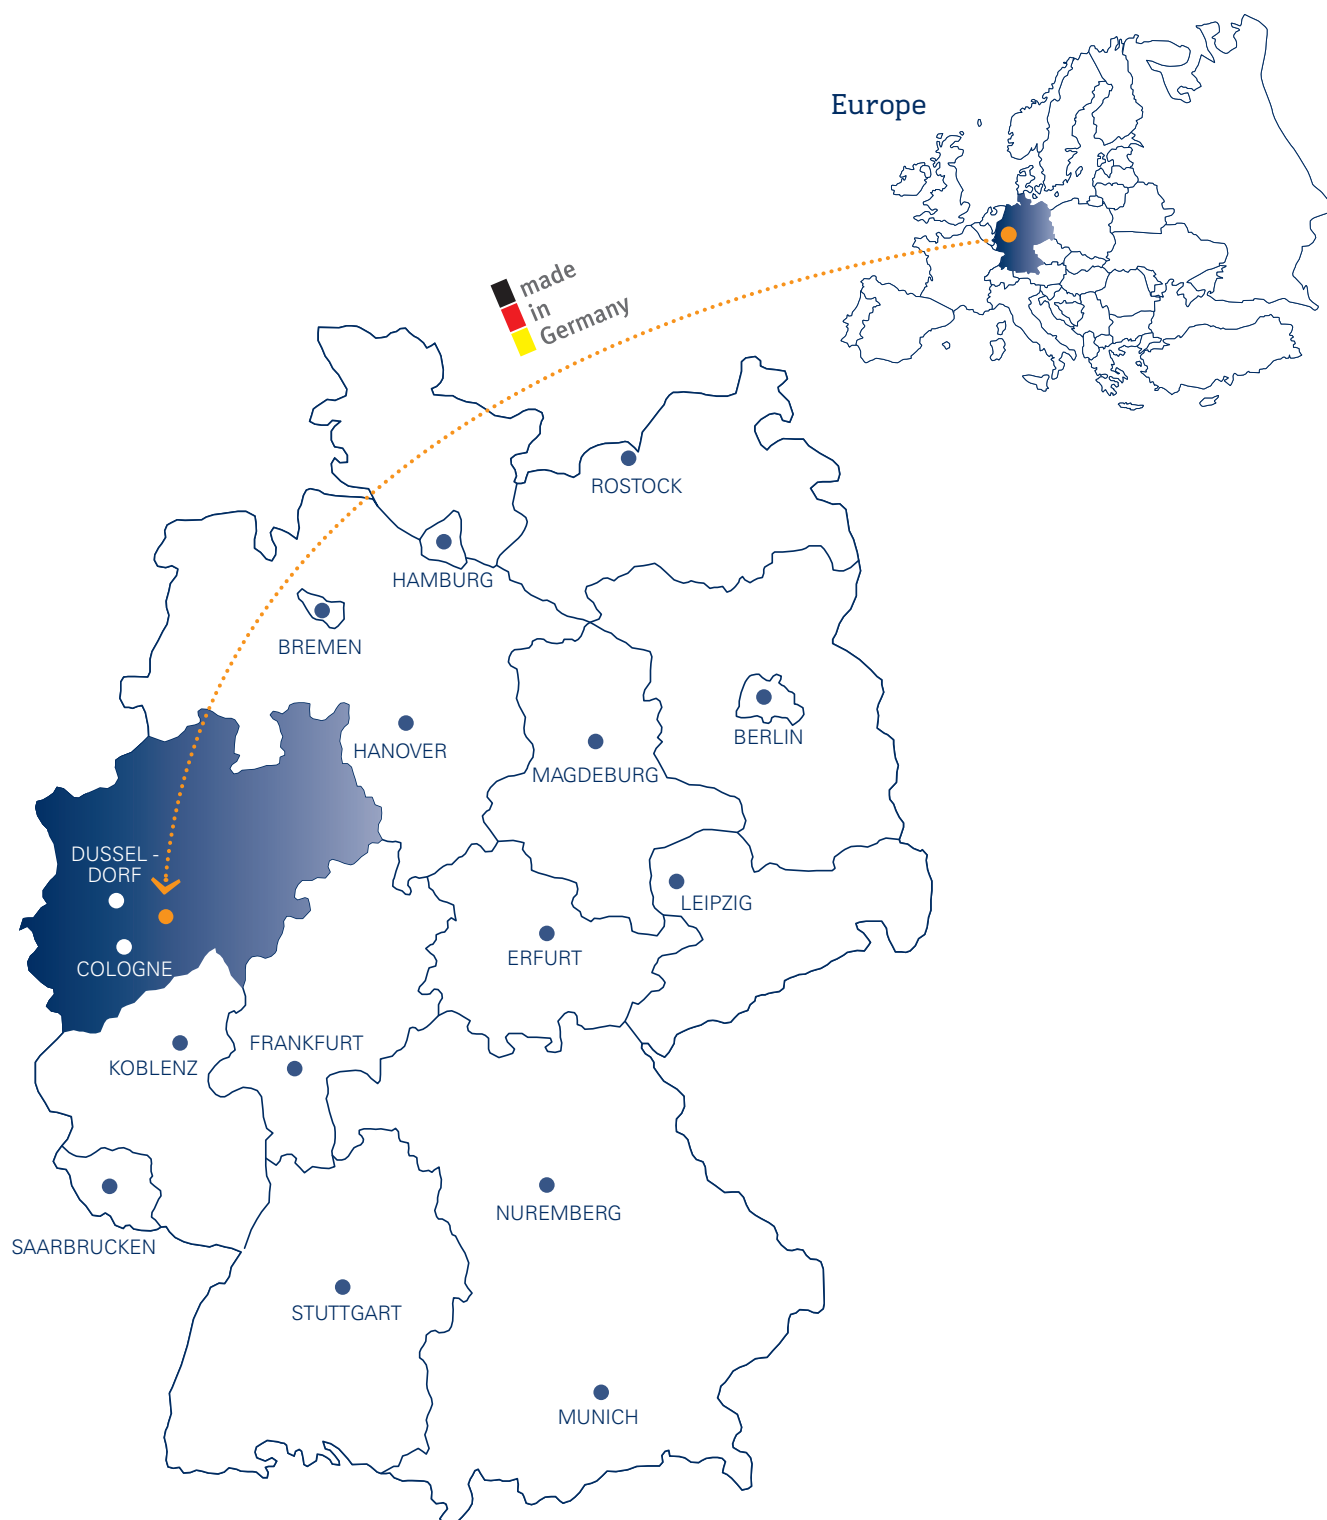 Europe
made
in
Germany
ROSTOCK
HAMBURG
BREMEN
HANOVER
BERLIN
MAGDEBURG
DUSSEL -
DORF
LEIPZIG
ERFURT
COLOGNE
FRANKFURT
KOBLENZ
NUREMBERG
SAARBRUCKEN
STUTTGART
MUNICH